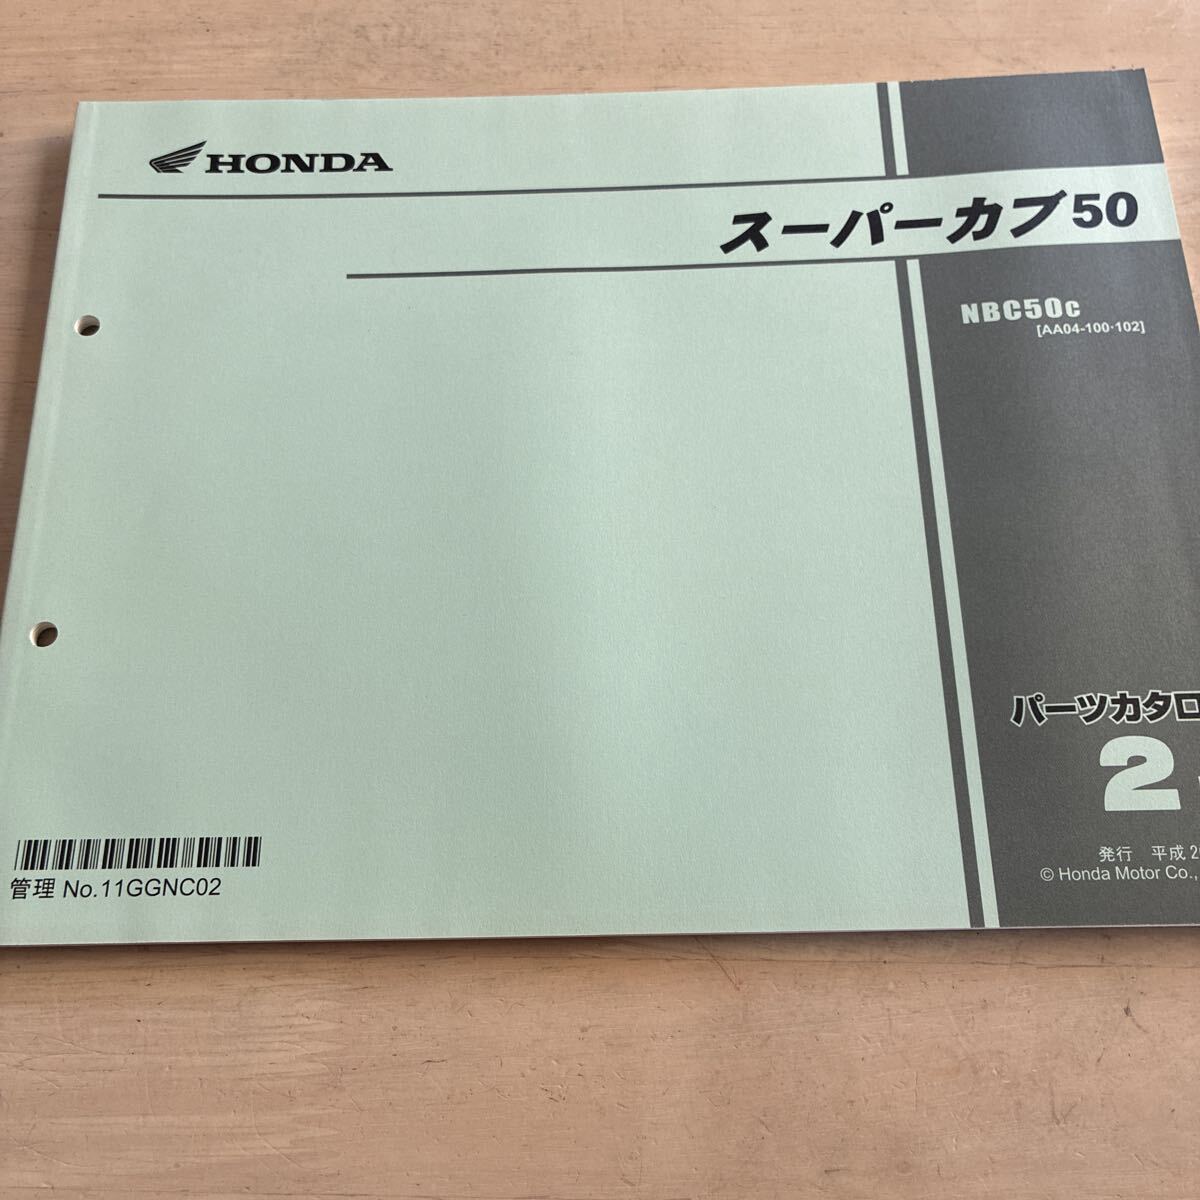 HONDA
スーパーカブ50
NBC50C
[AA04-100·102]
パーツカタロ
2
発行 平成 2
© Honda Motor Co.,
管理 No.11GGNC02